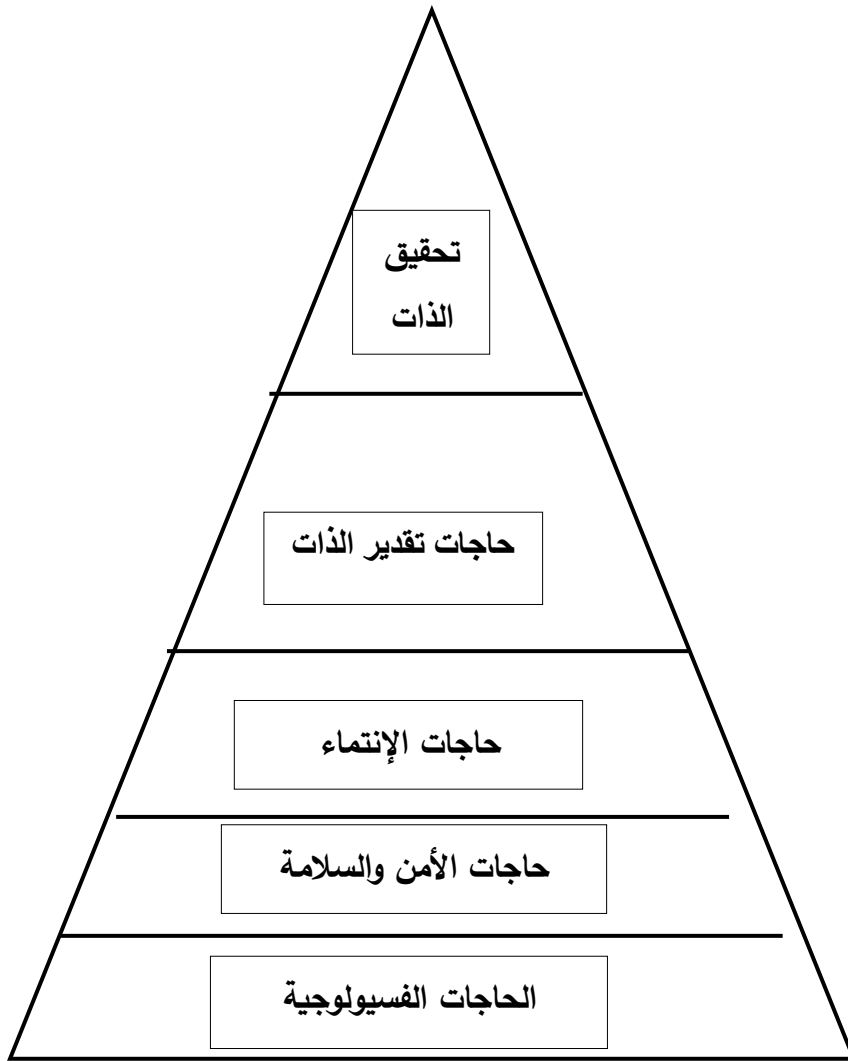 تحقيق
الذات
حاجات تقدير الذات
حاجات الإنتماء
حاجات الأمن والسلامة
الحاجات الفسيولوجية